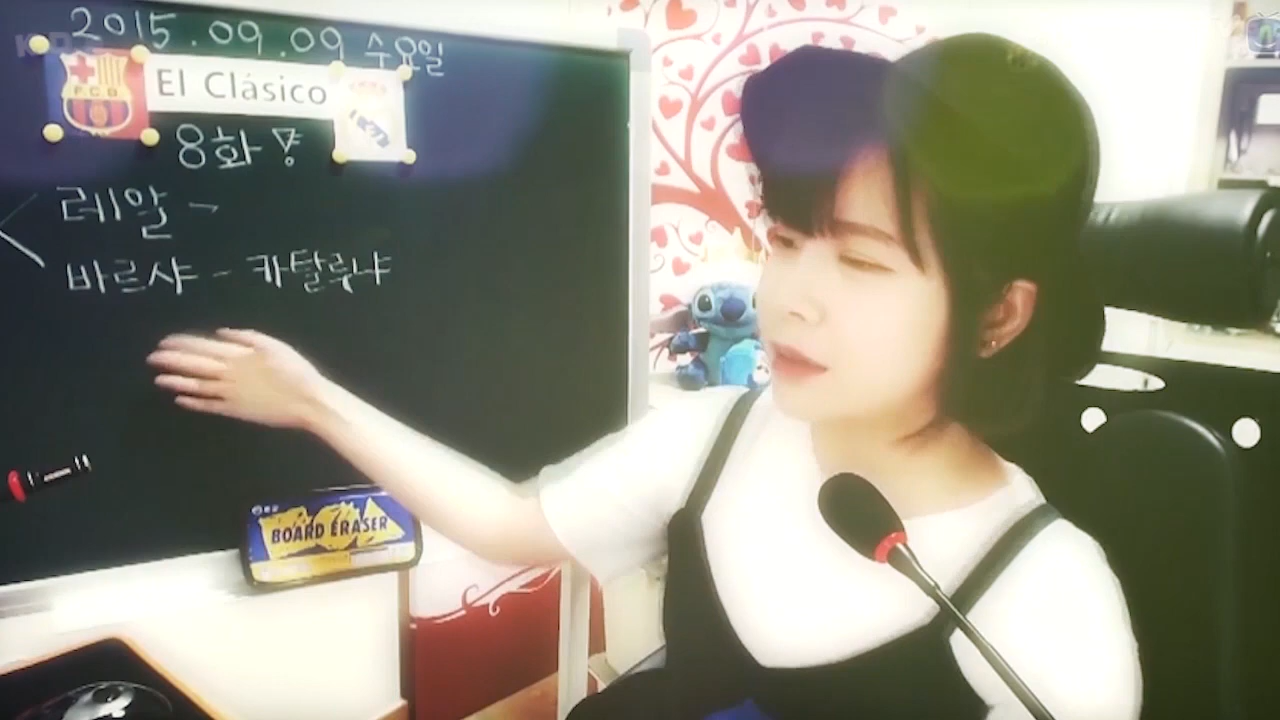 2015.09.09 수요일
FCB
El Clásico
8화!
레알 -
바르샤 - 카탈루냐
BOARD ERASER